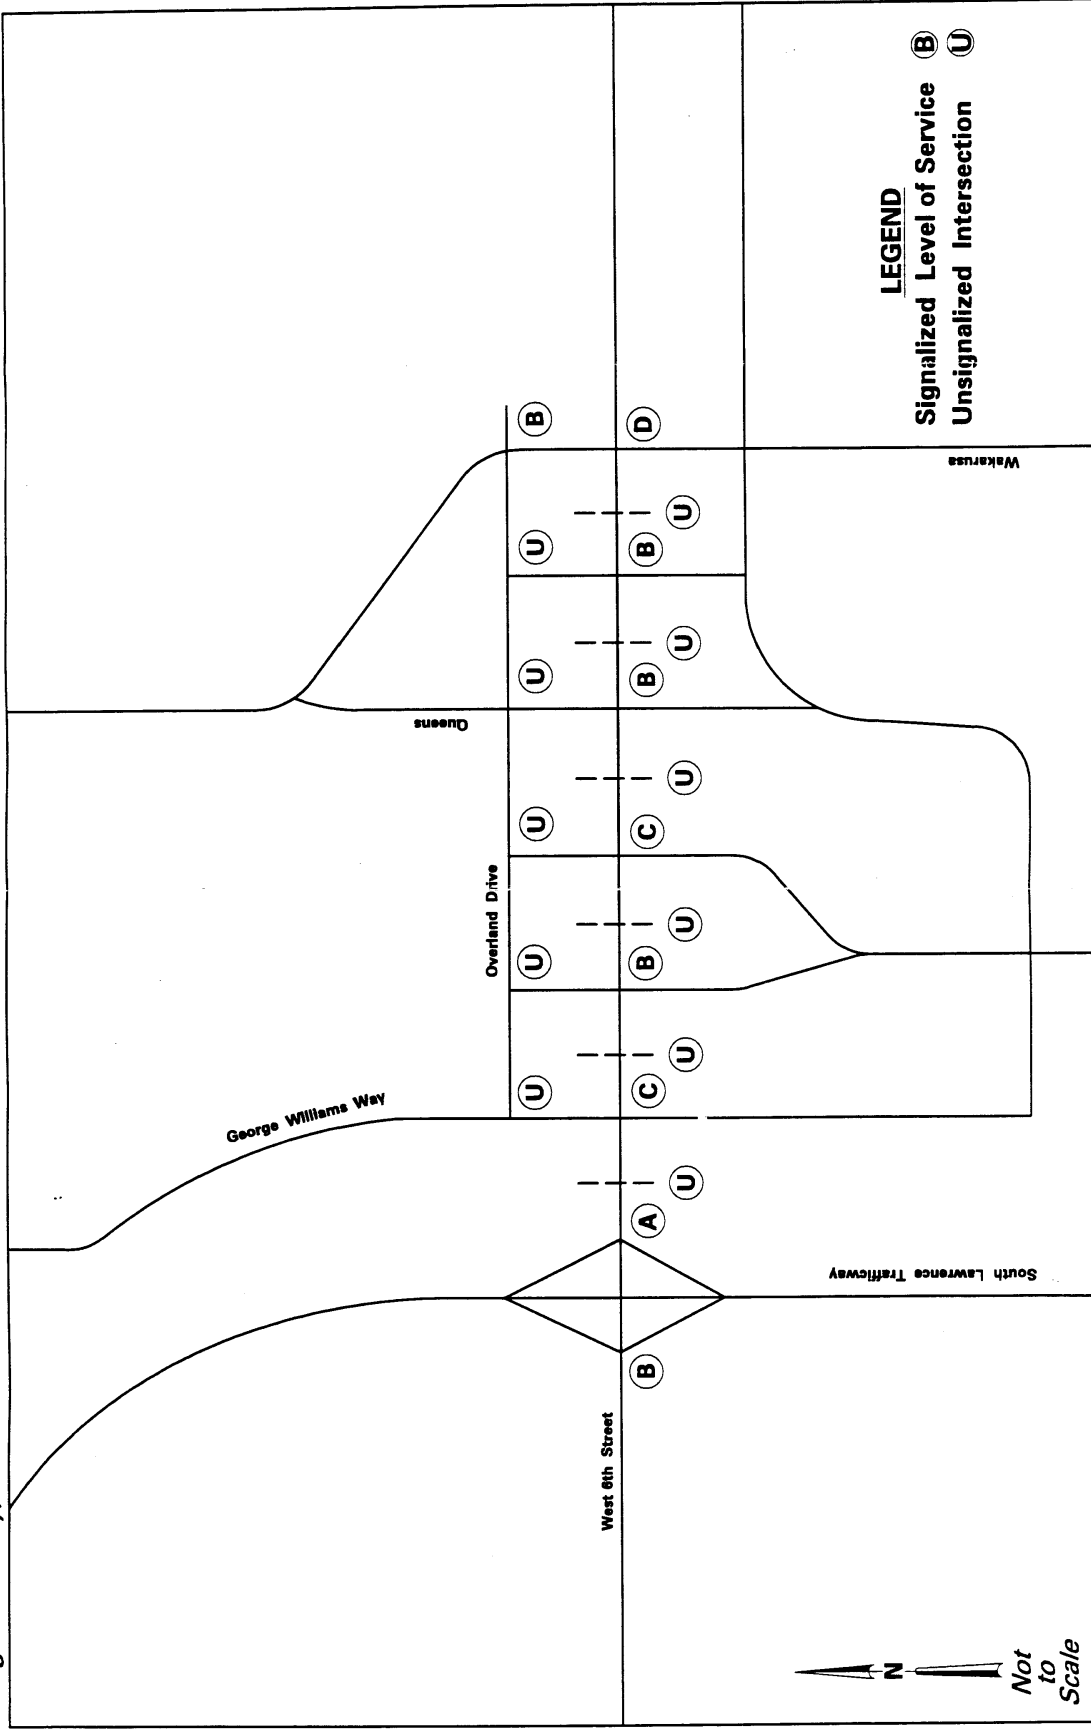 George Williams Way
Queens
Overland Drive
U U U U U B
West 6th Street
B A C B C B B D
U U U U U U
South Lawrence Trafficway
Wakarusa
LEGEND
Signalized Level of Service B
Unsignalized Intersection U
N
Not
to
Scale